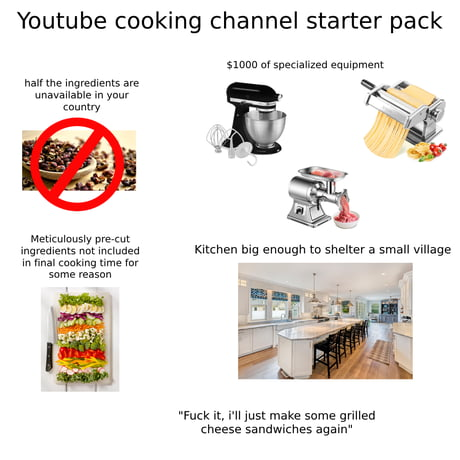 Youtube cooking channel starter pack
$1000 of specialized equipment
half the ingredients are
unavailable in your
country
Meticulously pre-cut
ingredients not included
in final cooking time for
some reason
Kitchen big enough to shelter a small village
"Fuck it, i'll just make some grilled
cheese sandwiches again"